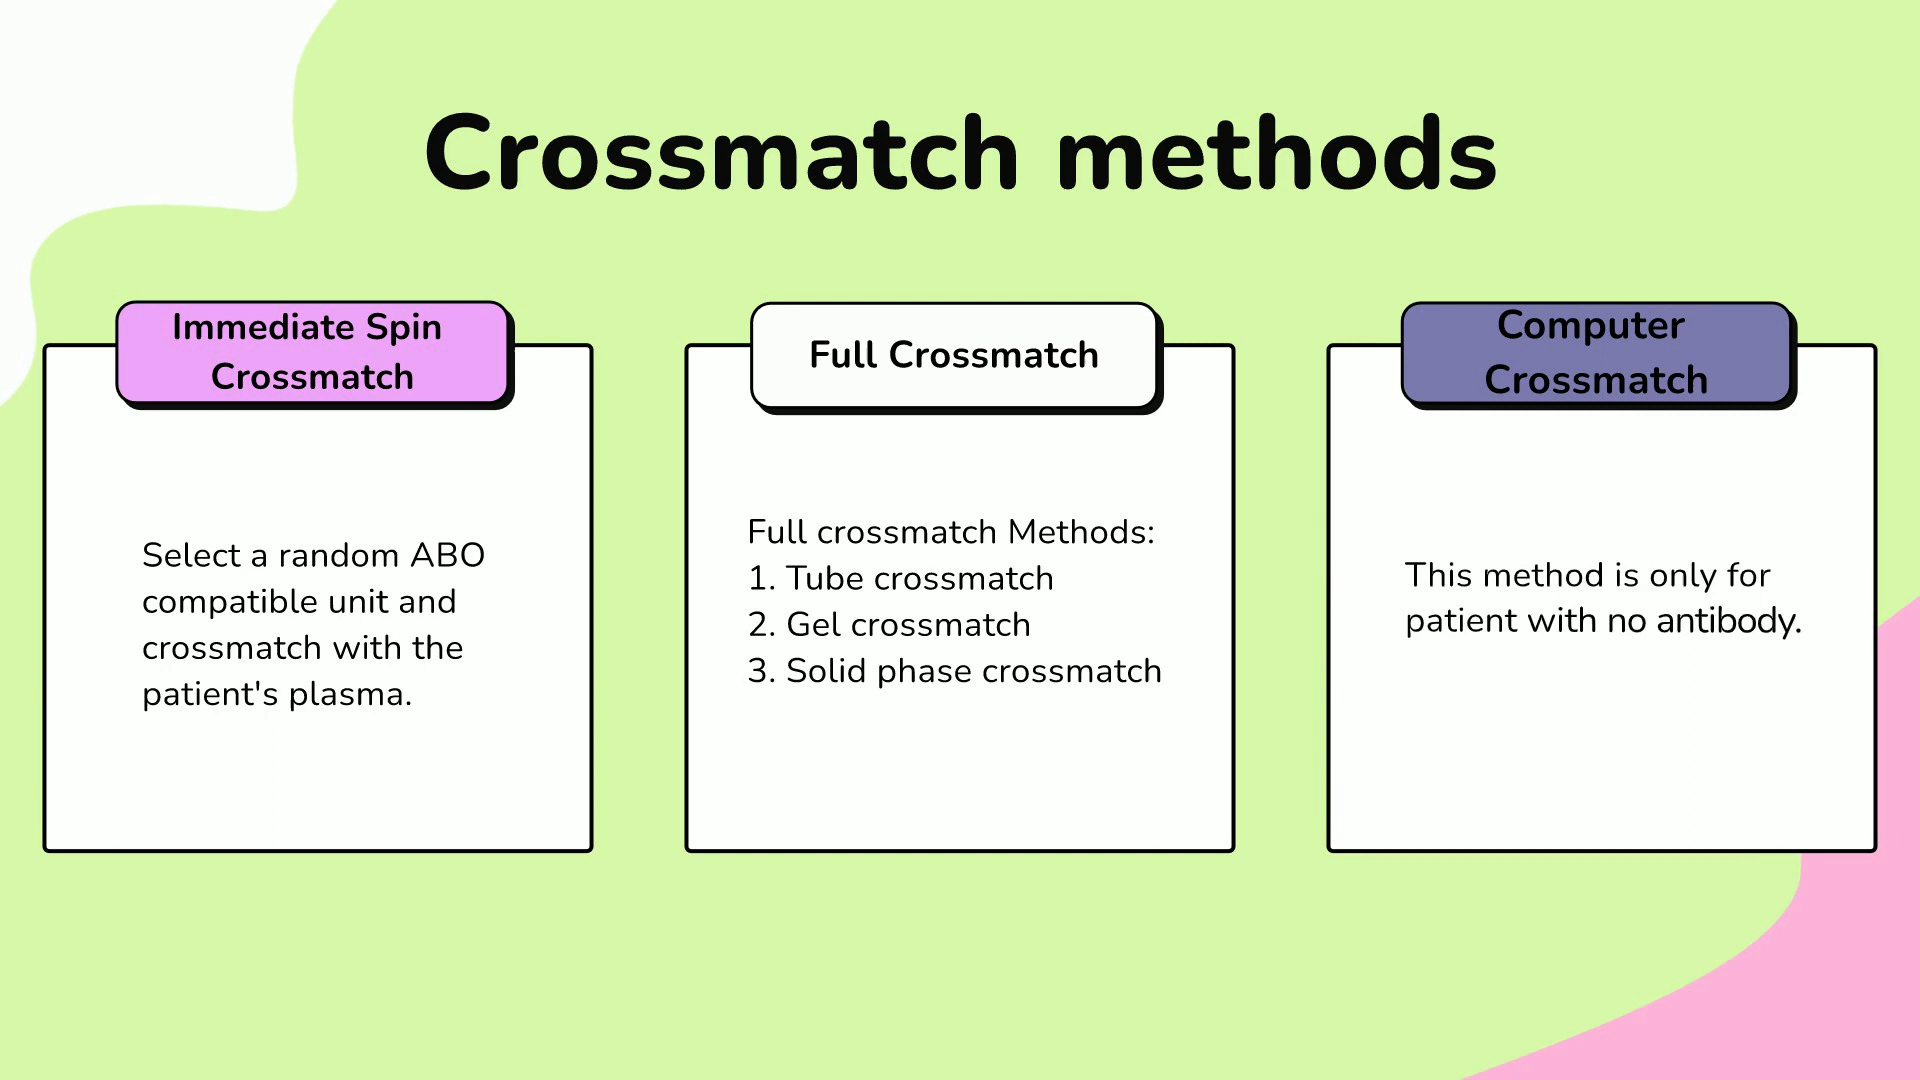 Crossmatch methods
Immediate Spin
Crossmatch
Select a random ABO
compatible unit and
crossmatch with the
patient's plasma.
Full Crossmatch
Full crossmatch Methods:
1. Tube crossmatch
2. Gel crossmatch
3. Solid phase crossmatch
Computer
Crossmatch
This method is only for
patient with no antibody.